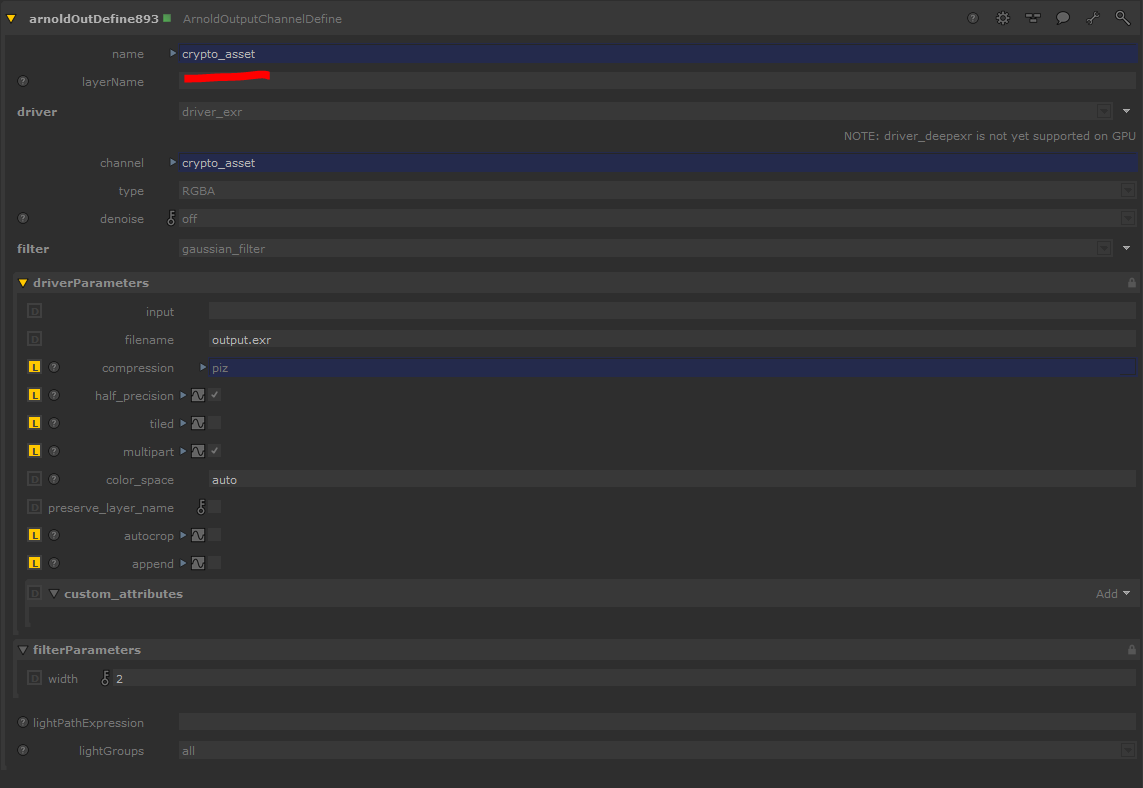 arnoldOutDefine893 ArnoldOutputChannelDefine
name crypto_asset
layerName
driver driver_exr
NOTE: driver_deepexr is not yet supported on GPU
channel crypto_asset
type RGBA
denoise off
filter gaussian_filter
driverParameters
D input
D filename output.exr
L compression piz
L half_precision
L tiled
L multipart
D color_space auto
D preserve_layer_name
L autocrop
L append
D custom_attributes Add
filterParameters
D width 2
lightPathExpression
lightGroups all